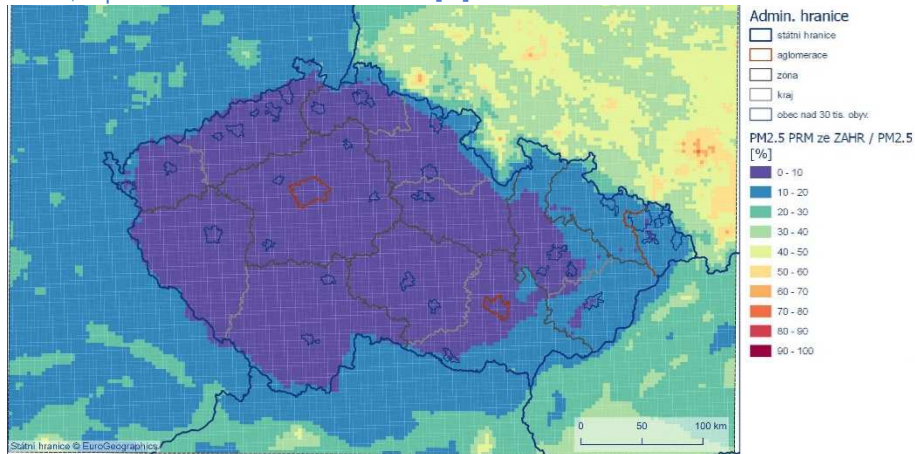 Admin. hranice
státní hranice
aglomerace
zóna
kraj
obec nad 30 tis. obyv.
PM2.5 PRM ze ZAHR / PM2.5
[%]
0 - 10
10 - 20
20 - 30
30 - 40
40 - 50
50 - 60
60 - 70
70 - 80
80 - 90
90 - 100
0 50 100 km
Státní hranice © EuroGeographics